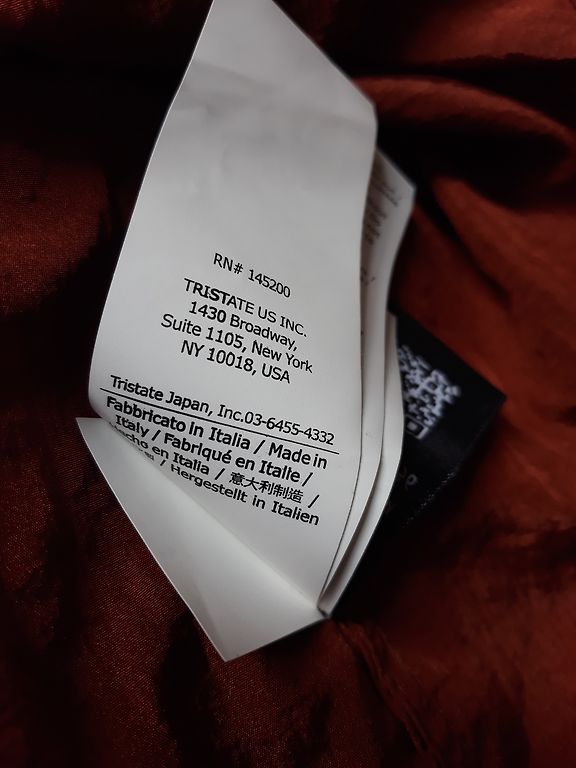 RN# 145200
TRISTATE US INC.
1430 Broadway,
Suite 1105, New York
NY 10018, USA
Tristate Japan, Inc.03-6455-4332
Fabbricato in Italia / Made in
Italy / Fabriqué en Italie /
en Italia / 意大利制造 /
/ Hergestellt in Italien